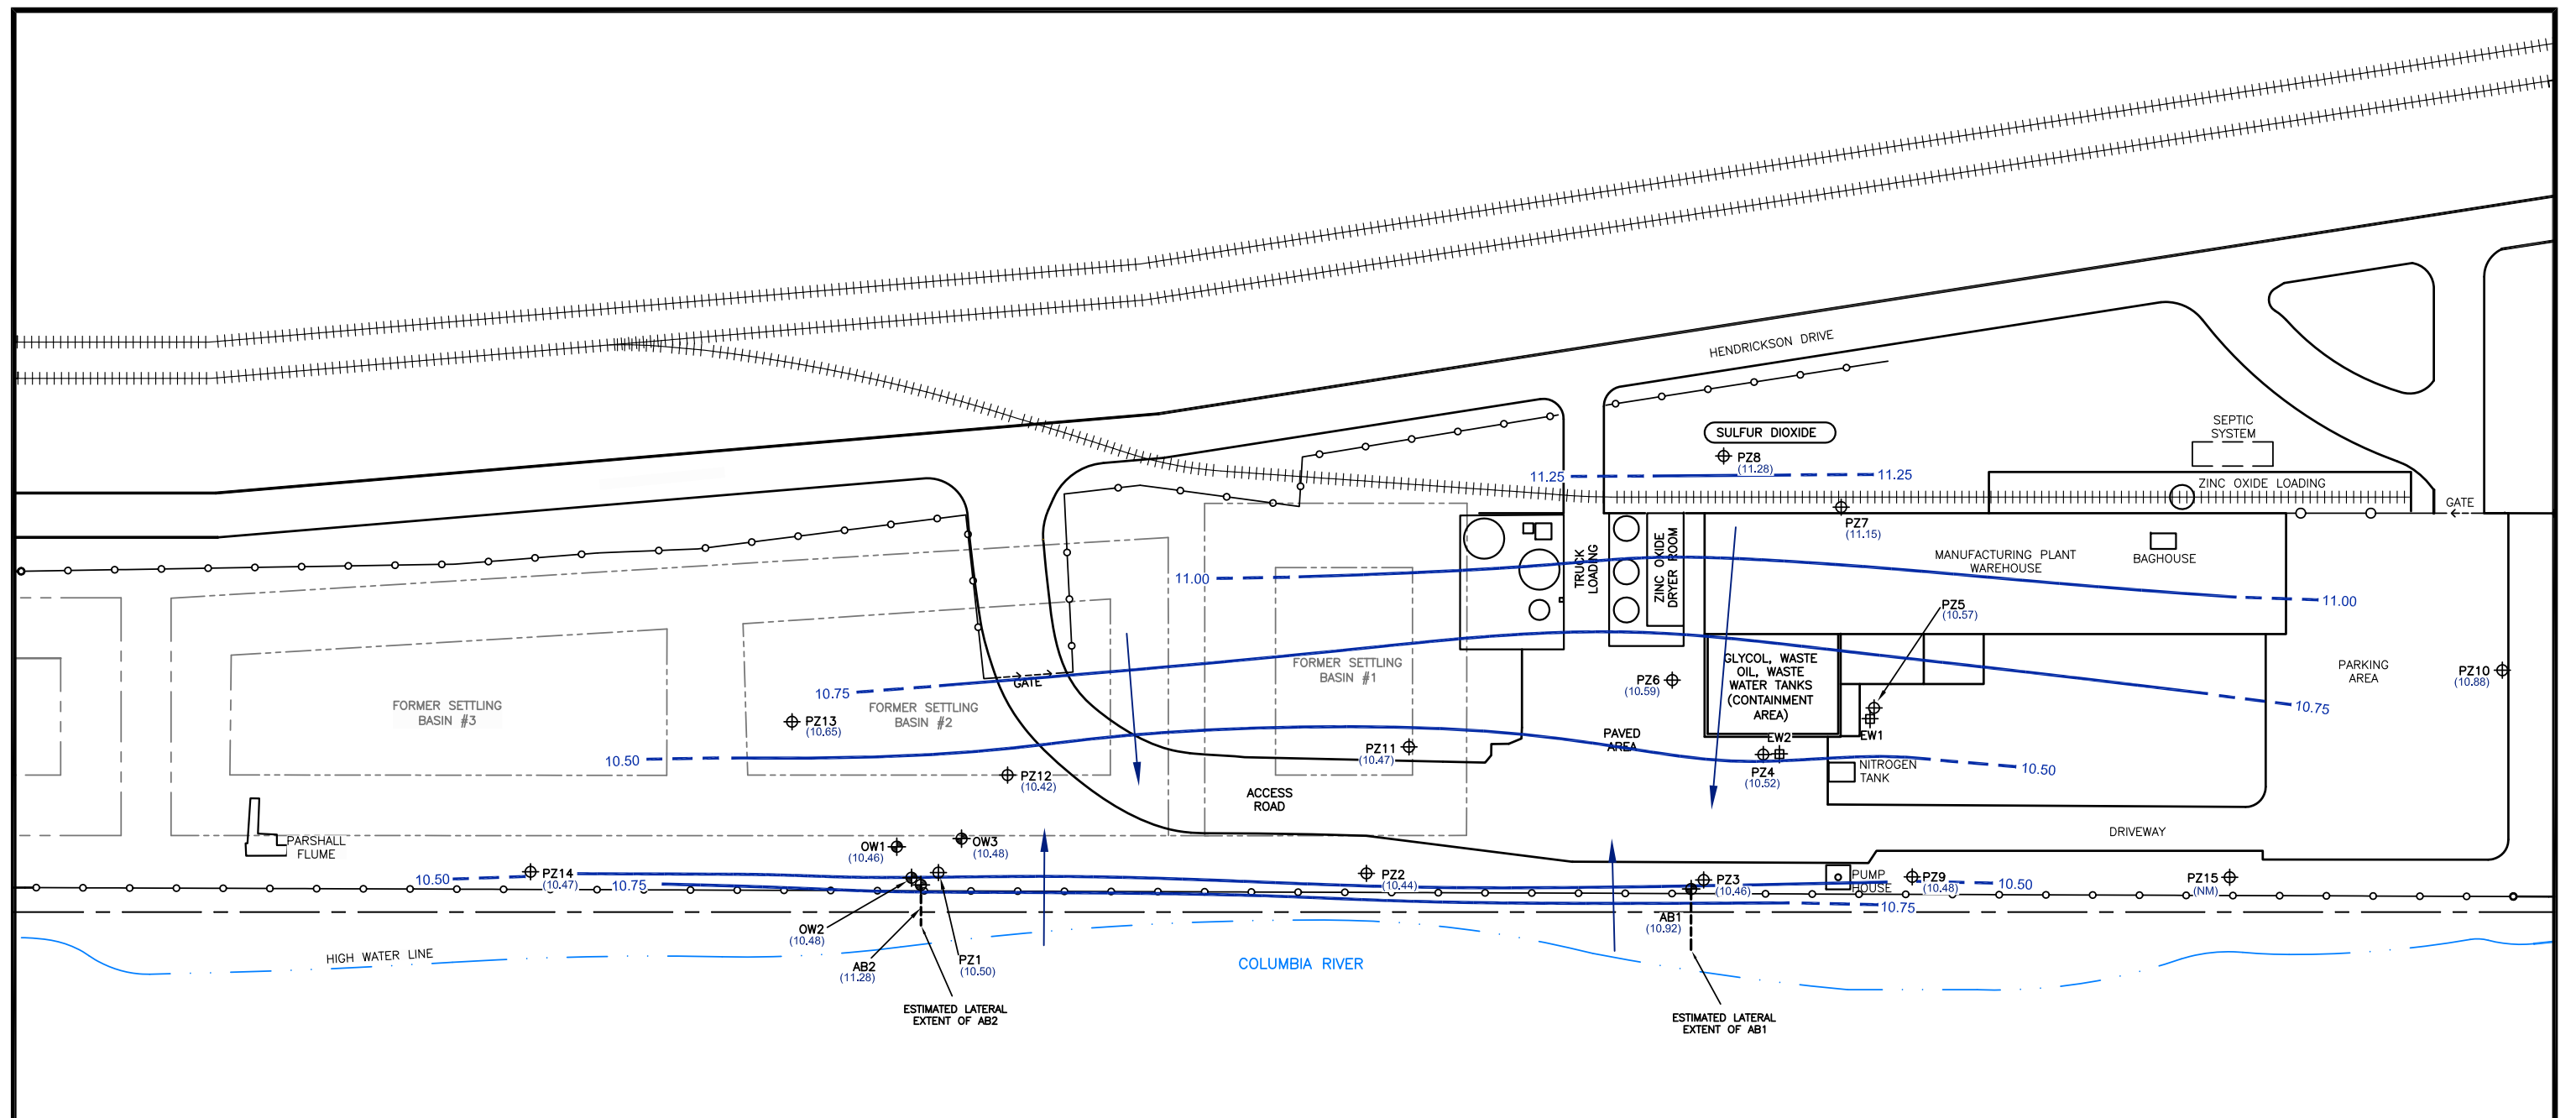 HENDRICKSON DRIVE
SEPTIC
SYSTEM
SULFUR DIOXIDE
PZ8
(11.28)
11.25
11.25
ZINC OXIDE LOADING
GATE
PZ7
(11.15)
TRUCK
LOADING
ZINC OXIDE
DRYER ROOM
MANUFACTURING PLANT
WAREHOUSE
BAGHOUSE
11.00
11.00
PZ5
(10.57)
GLYCOL, WASTE
OIL, WASTE
WATER TANKS
(CONTAINMENT
AREA)
FORMER SETTLING
BASIN #1
PARKING
AREA
PZ10
(10.88)
PZ6
(10.59)
GATE
10.75
10.75
FORMER SETTLING
BASIN #3
FORMER SETTLING
BASIN #2
PZ13
(10.65)
PAVED
AREA
EW2
EW1
PZ11
(10.47)
10.50
10.50
PZ4
(10.52)
NITROGEN
TANK
PZ12
(10.42)
ACCESS
ROAD
DRIVEWAY
PARSHALL
FLUME
OW1
(10.46)
OW3
(10.48)
PZ14
(10.47)
10.50
10.75
PZ2
(10.44)
PZ3
(10.46)
PUMP
HOUSE
PZ9
(10.48)
10.50
PZ15
(NM)
10.75
AB1
(10.92)
OW2
(10.48)
HIGH WATER LINE
AB2
(11.28)
PZ1
(10.50)
COLUMBIA RIVER
ESTIMATED LATERAL
EXTENT OF AB2
ESTIMATED LATERAL
EXTENT OF AB1